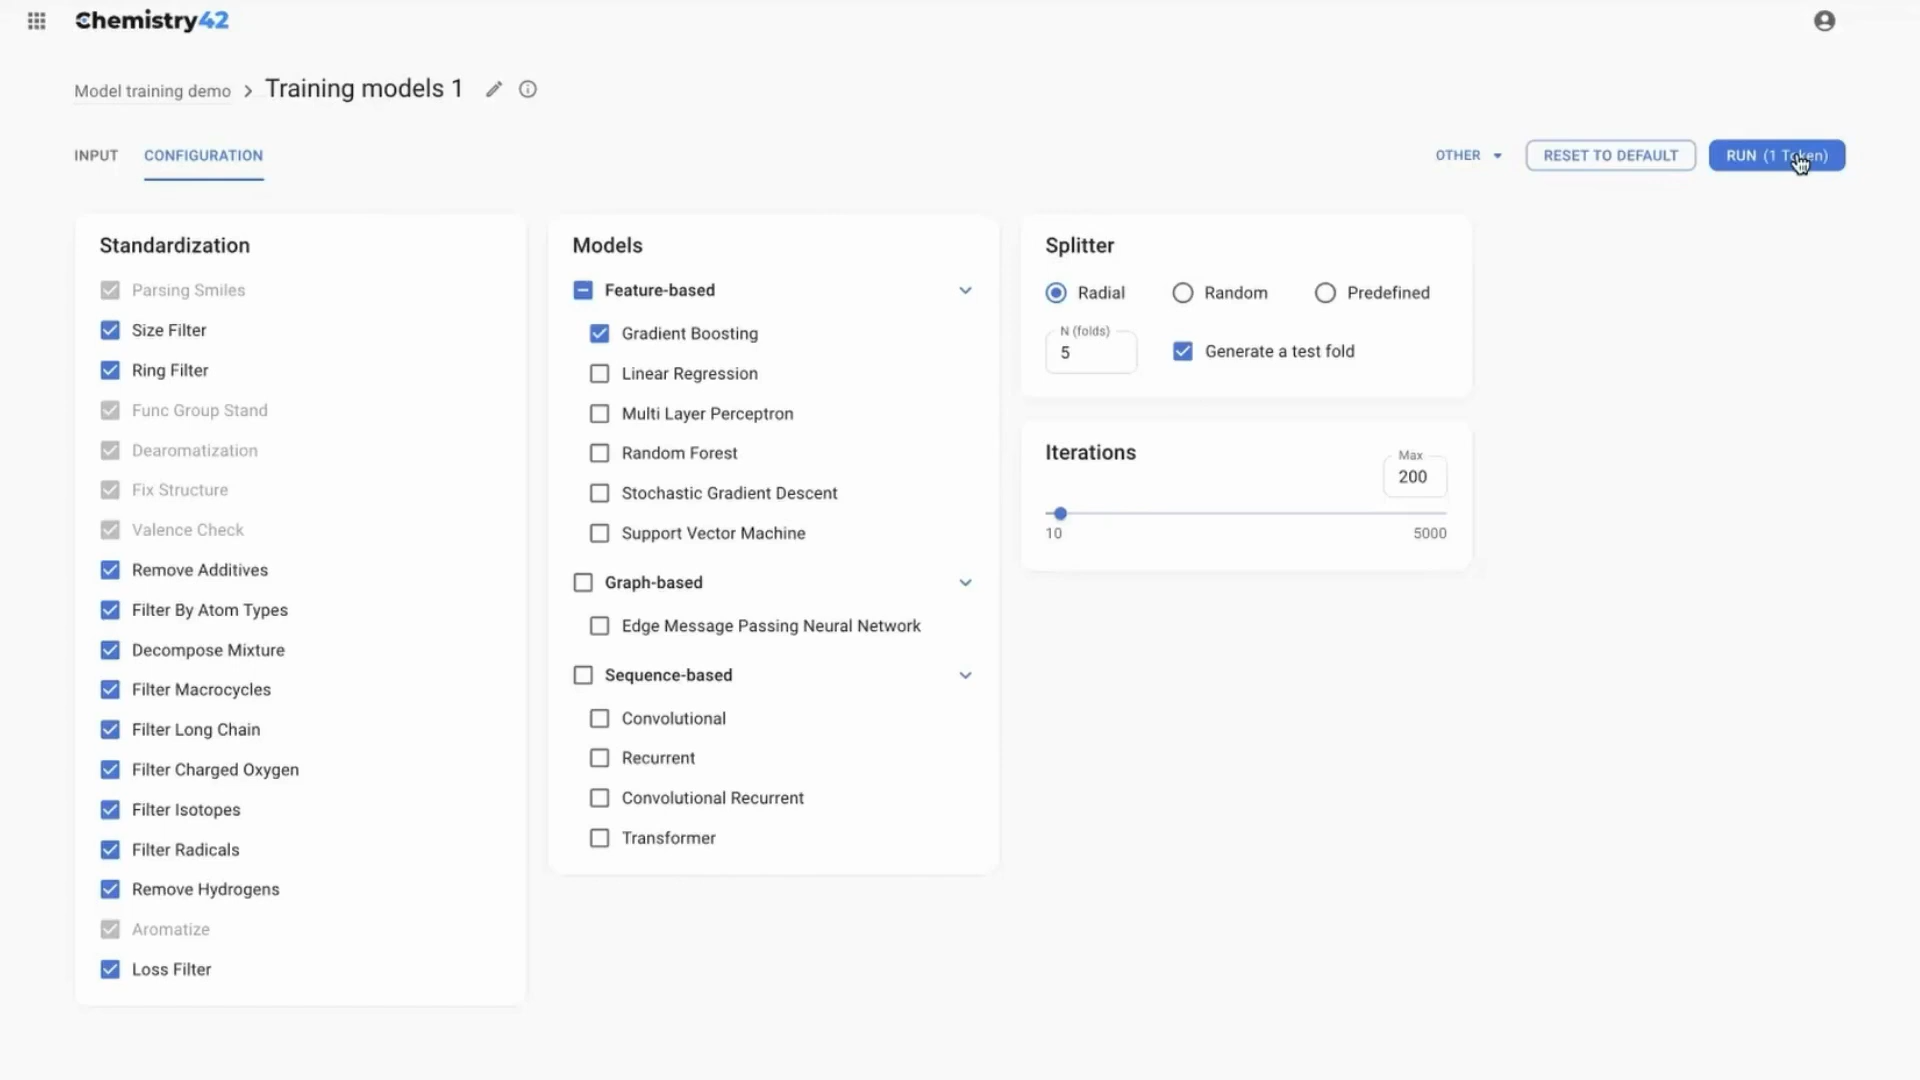 Chemistry42
Model training demo > Training models 1
INPUT
CONFIGURATION
OTHER
RESET TO DEFAULT
RUN (1 Token)
Standardization
Parsing Smiles
Size Filter
Ring Filter
Func Group Stand
Dearomatization
Fix Structure
Valence Check
Remove Additives
Filter By Atom Types
Decompose Mixture
Filter Macrocycles
Filter Long Chain
Filter Charged Oxygen
Filter Isotopes
Filter Radicals
Remove Hydrogens
Aromatize
Loss Filter
Models
Feature-based
Gradient Boosting
Linear Regression
Multi Layer Perceptron
Random Forest
Stochastic Gradient Descent
Support Vector Machine
Graph-based
Edge Message Passing Neural Network
Sequence-based
Convolutional
Recurrent
Convolutional Recurrent
Transformer
Splitter
Radial
Random
Predefined
N (folds)
5
Generate a test fold
Iterations
Max
200
10
5000